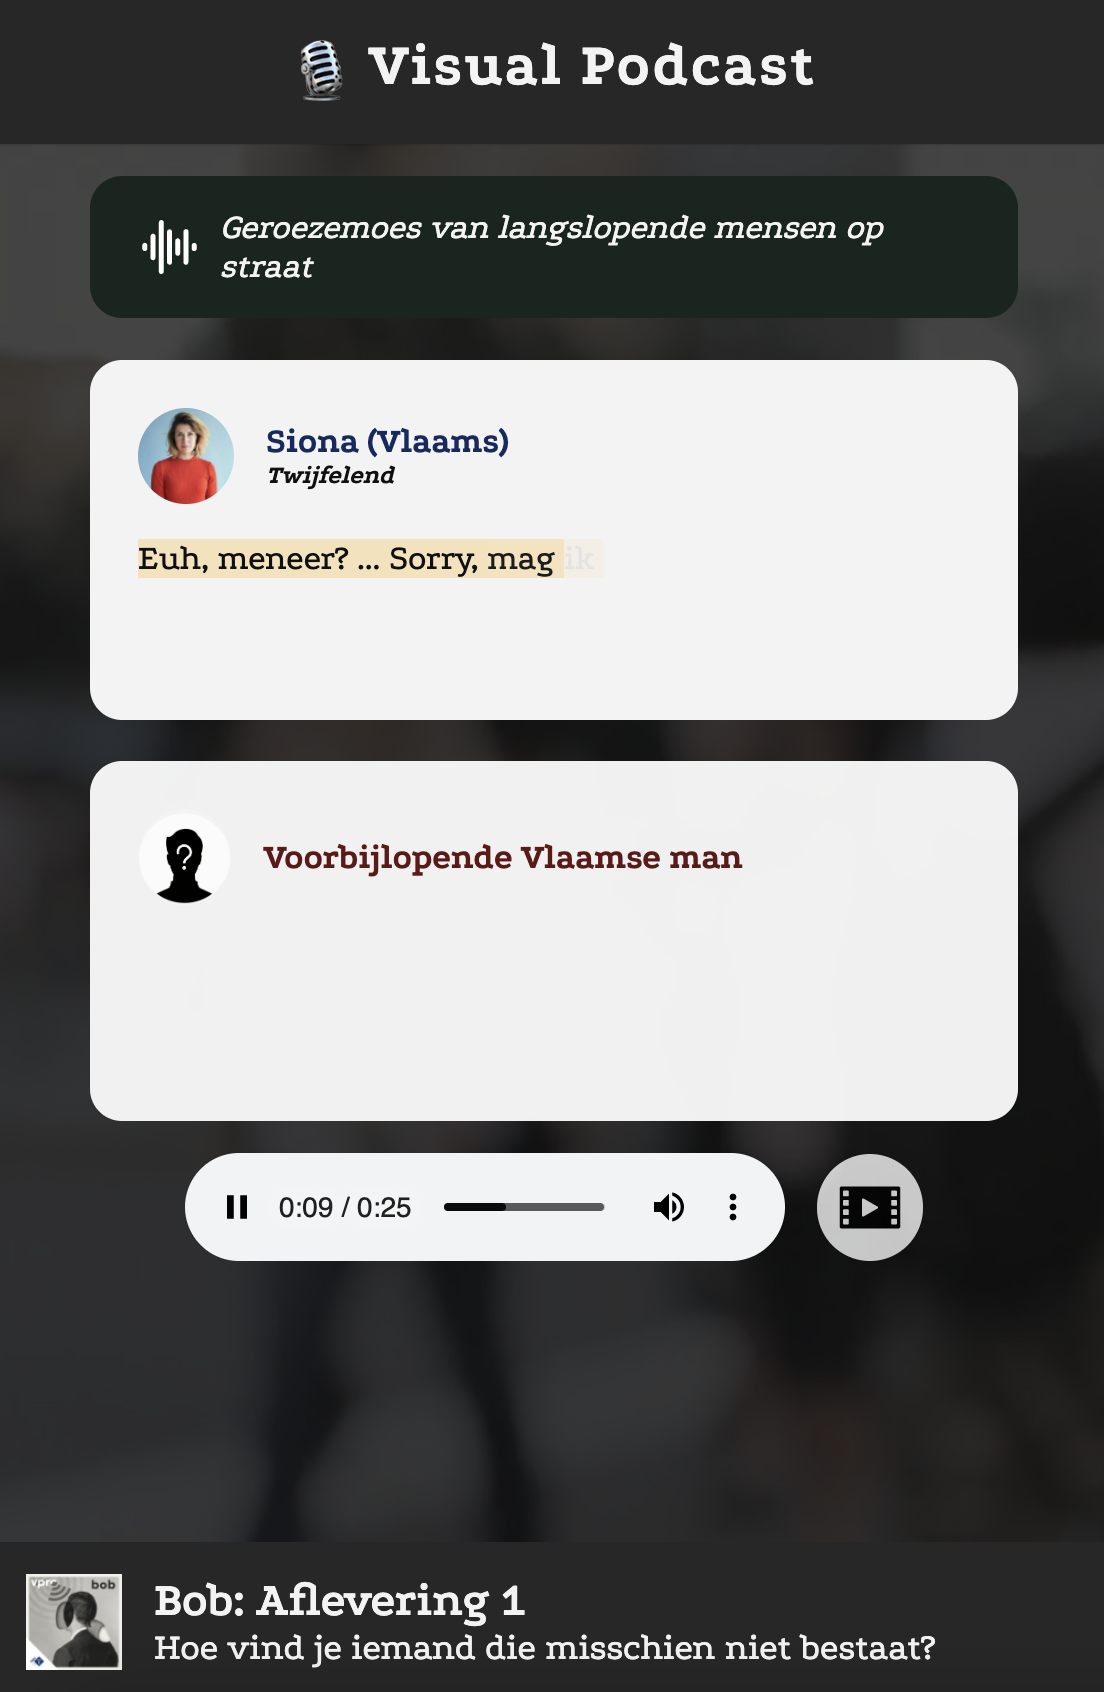 Visual Podcast
Geroezemoes van langslopende mensen op
straat
Siona (Vlaams)
Twijfelend
Euh, meneer? ... Sorry, mag ik
?
Voorbijlopende Vlaamse man
0:09 / 0:25
vpro bob
Bob: Aflevering 1
Hoe vind je iemand die misschien niet bestaat?